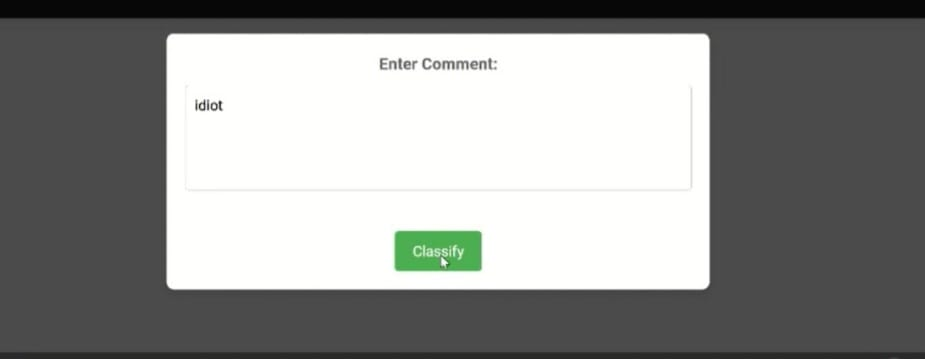 Enter Comment:
idiot
Classify